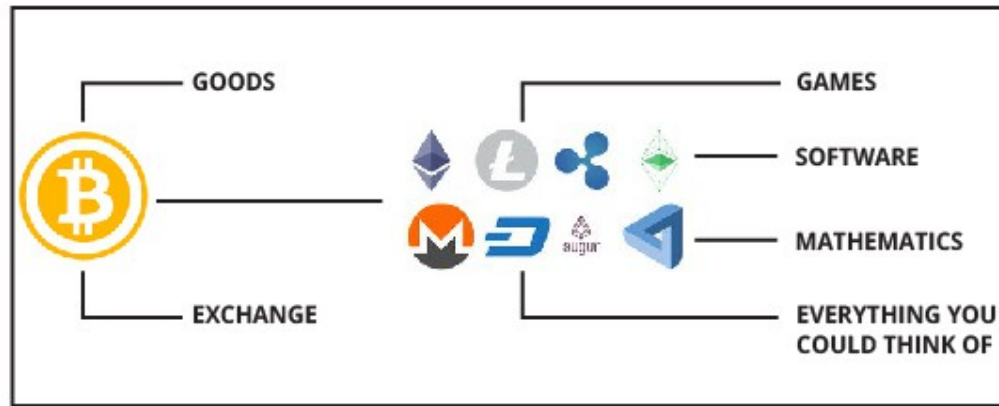 GOODS
GAMES
SOFTWARE
augur
MATHEMATICS
EXCHANGE
EVERYTHING YOU
COULD THINK OF